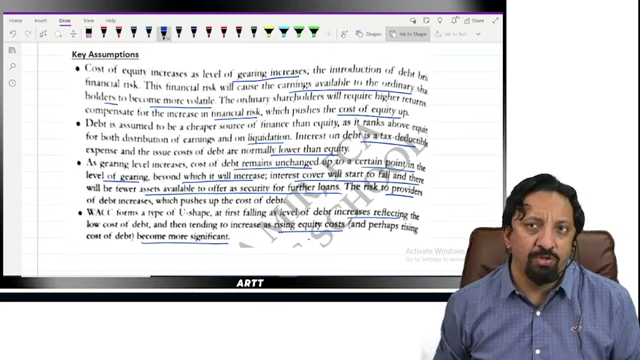 File Home Insert Draw View Help Share
Shapes Ink to Shape Ink to Math
Key Assumptions
• Cost of equity increases as level of gearing increases; the introduction of debt
financial risk. This financial risk will cause the earnings available to the ordinary
holders to become more volatile. The ordinary shareholders will require higher returns
compensate for the increase in financial risk, which pushes the cost of equity up.
• Debt is assumed to be a cheaper source of finance than equity, as it ranks above
for both distribution of earnings and on liquidation. Interest on debt is a tax-deductible
expense and the issue costs of debt are normally lower than equity.
• As gearing level increases, cost of debt remains unchanged up to a certain point in the
level of gearing, beyond which it will increase; interest cover will start to fall and there
will be fewer assets available to offer as security for further loans. The risk to providers
of debt increases, which pushes up the cost of debt.
• WACC forms a type of U-shape, at first falling as level of debt increases reflecting the
low cost of debt, and then tending to increase as rising equity costs (and perhaps rising
cost of debt) become more significant.
Activate Windows
Go to Settings to activate Windows.
ARTT